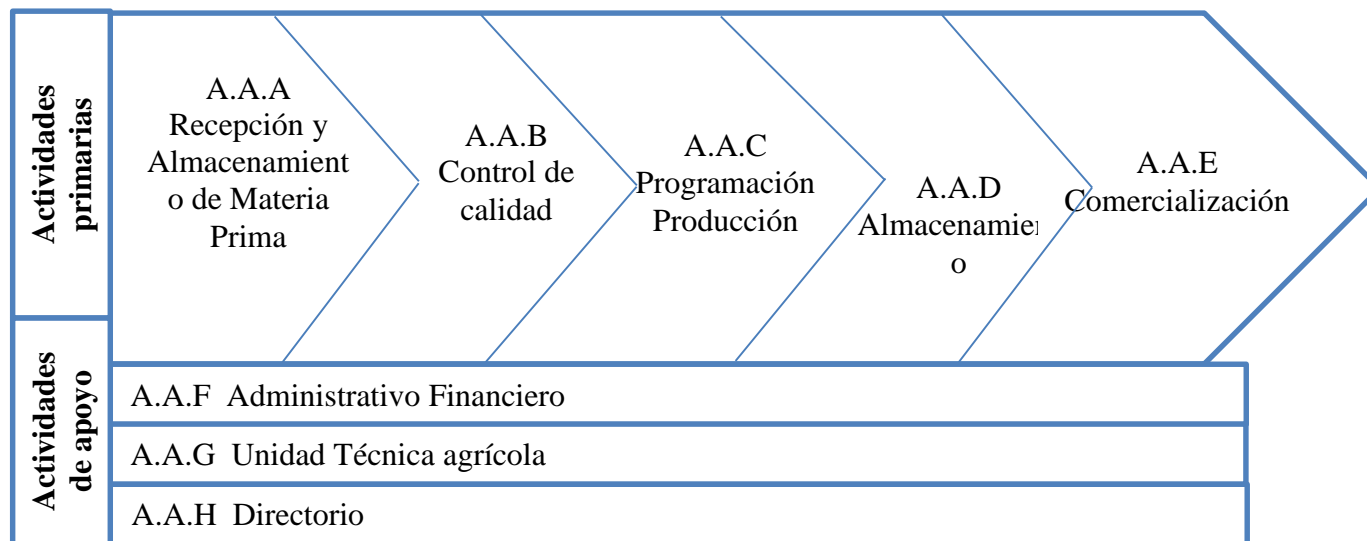 Actividades
primarias
A.A.A
Recepción y
Almacenamient
o de Materia
Prima
A.A.B
Control de
calidad
A.A.C
Programación
Producción
A.A.D
Almacenamien
o
A.A.E
Comercialización
Actividades
de apoyo
A.A.F Administrativo Financiero
A.A.G Unidad Técnica agrícola
A.A.H Directorio